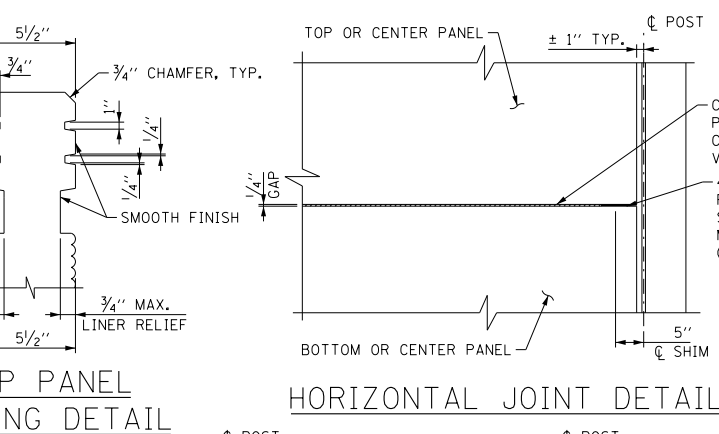 5½"
¾"
¾" CHAMFER, TYP.
1"
¼"
¼"
SMOOTH FINISH
¾" MAX.
LINER RELIEF
5½"
P PANEL
NG DETAIL
TOP OR CENTER PANEL
± 1" TYP.
℄ POST
¼"
GAP
BOTTOM OR CENTER PANEL
5"
℄ SHIM
HORIZONTAL JOINT DETAIL
℄ POST
℄ POST